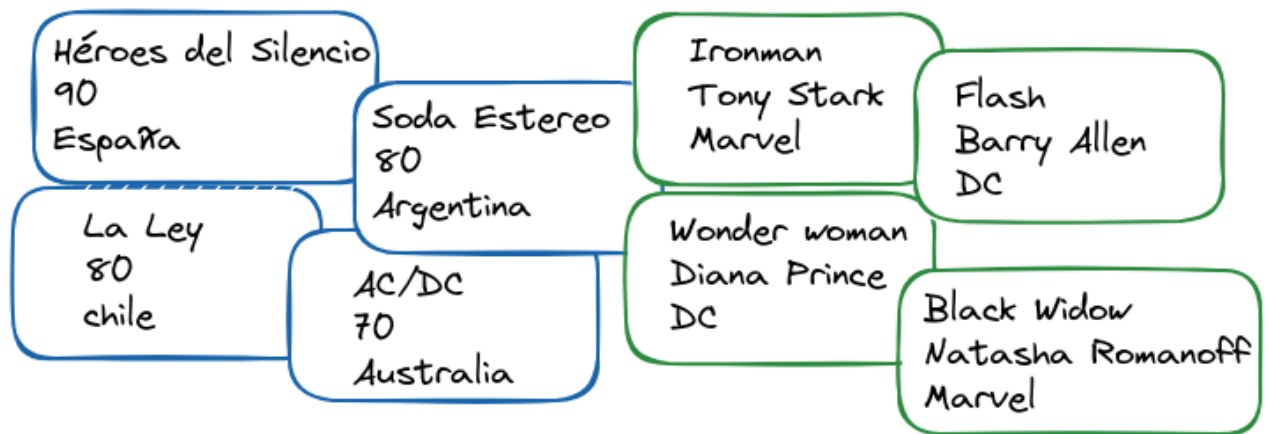 Héroes del Silencio
90
España
Soda Estereo
80
Argentina
La Ley
80
chile
AC/DC
70
Australia
Ironman
Tony Stark
Marvel
Flash
Barry Allen
DC
Wonder woman
Diana Prince
DC
Black Widow
Natasha Romanoff
Marvel